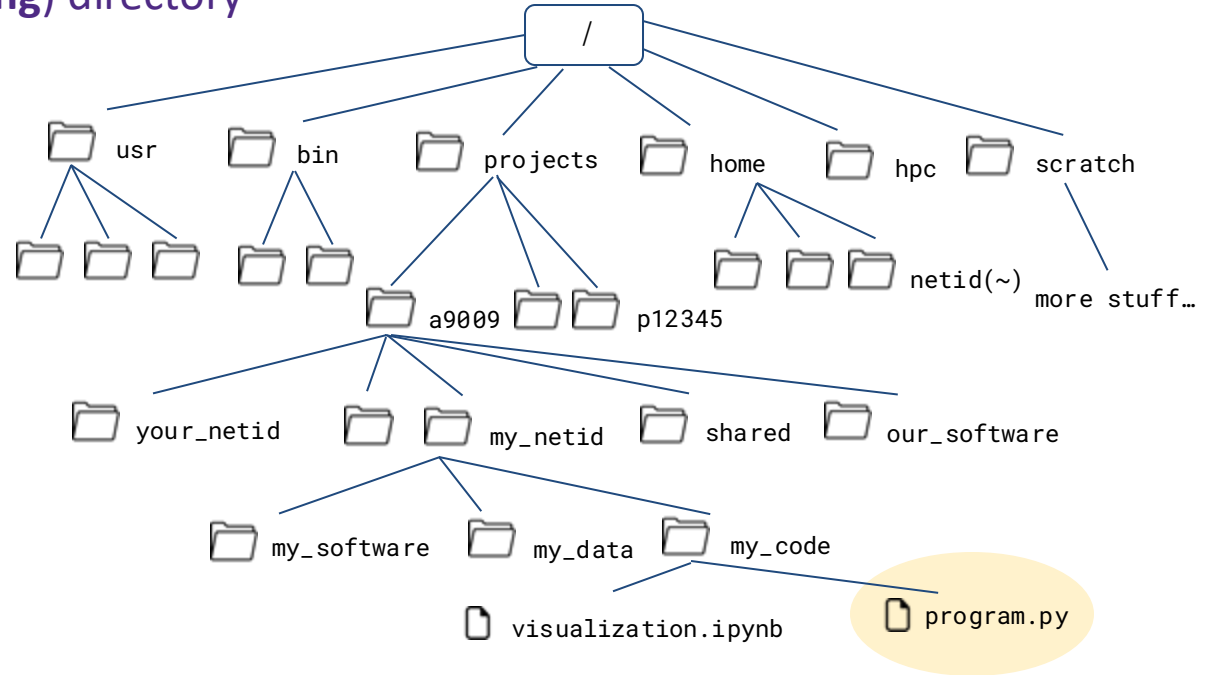 ng) directory
/
usr
bin
projects
home
hpc
scratch
netid(~)
more stuff…
a9009
p12345
your_netid
my_netid
shared
our_software
my_software
my_data
my_code
visualization.ipynb
program.py